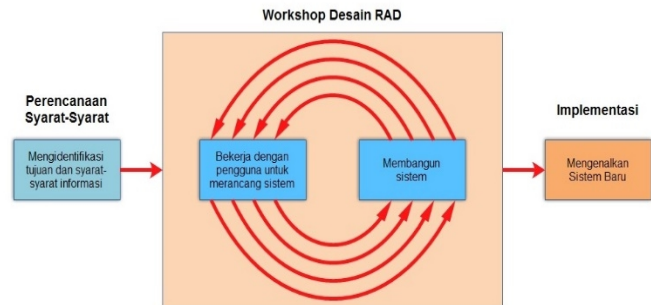 Workshop Desain RAD
Perencanaan
Syarat-Syarat
Mengidentifikasi
tujuan dan syarat-
syarat informasi
Bekerja dengan
pengguna untuk
merancang sistem
Membangun
sistem
Implementasi
Mengenalkan
Sistem Baru